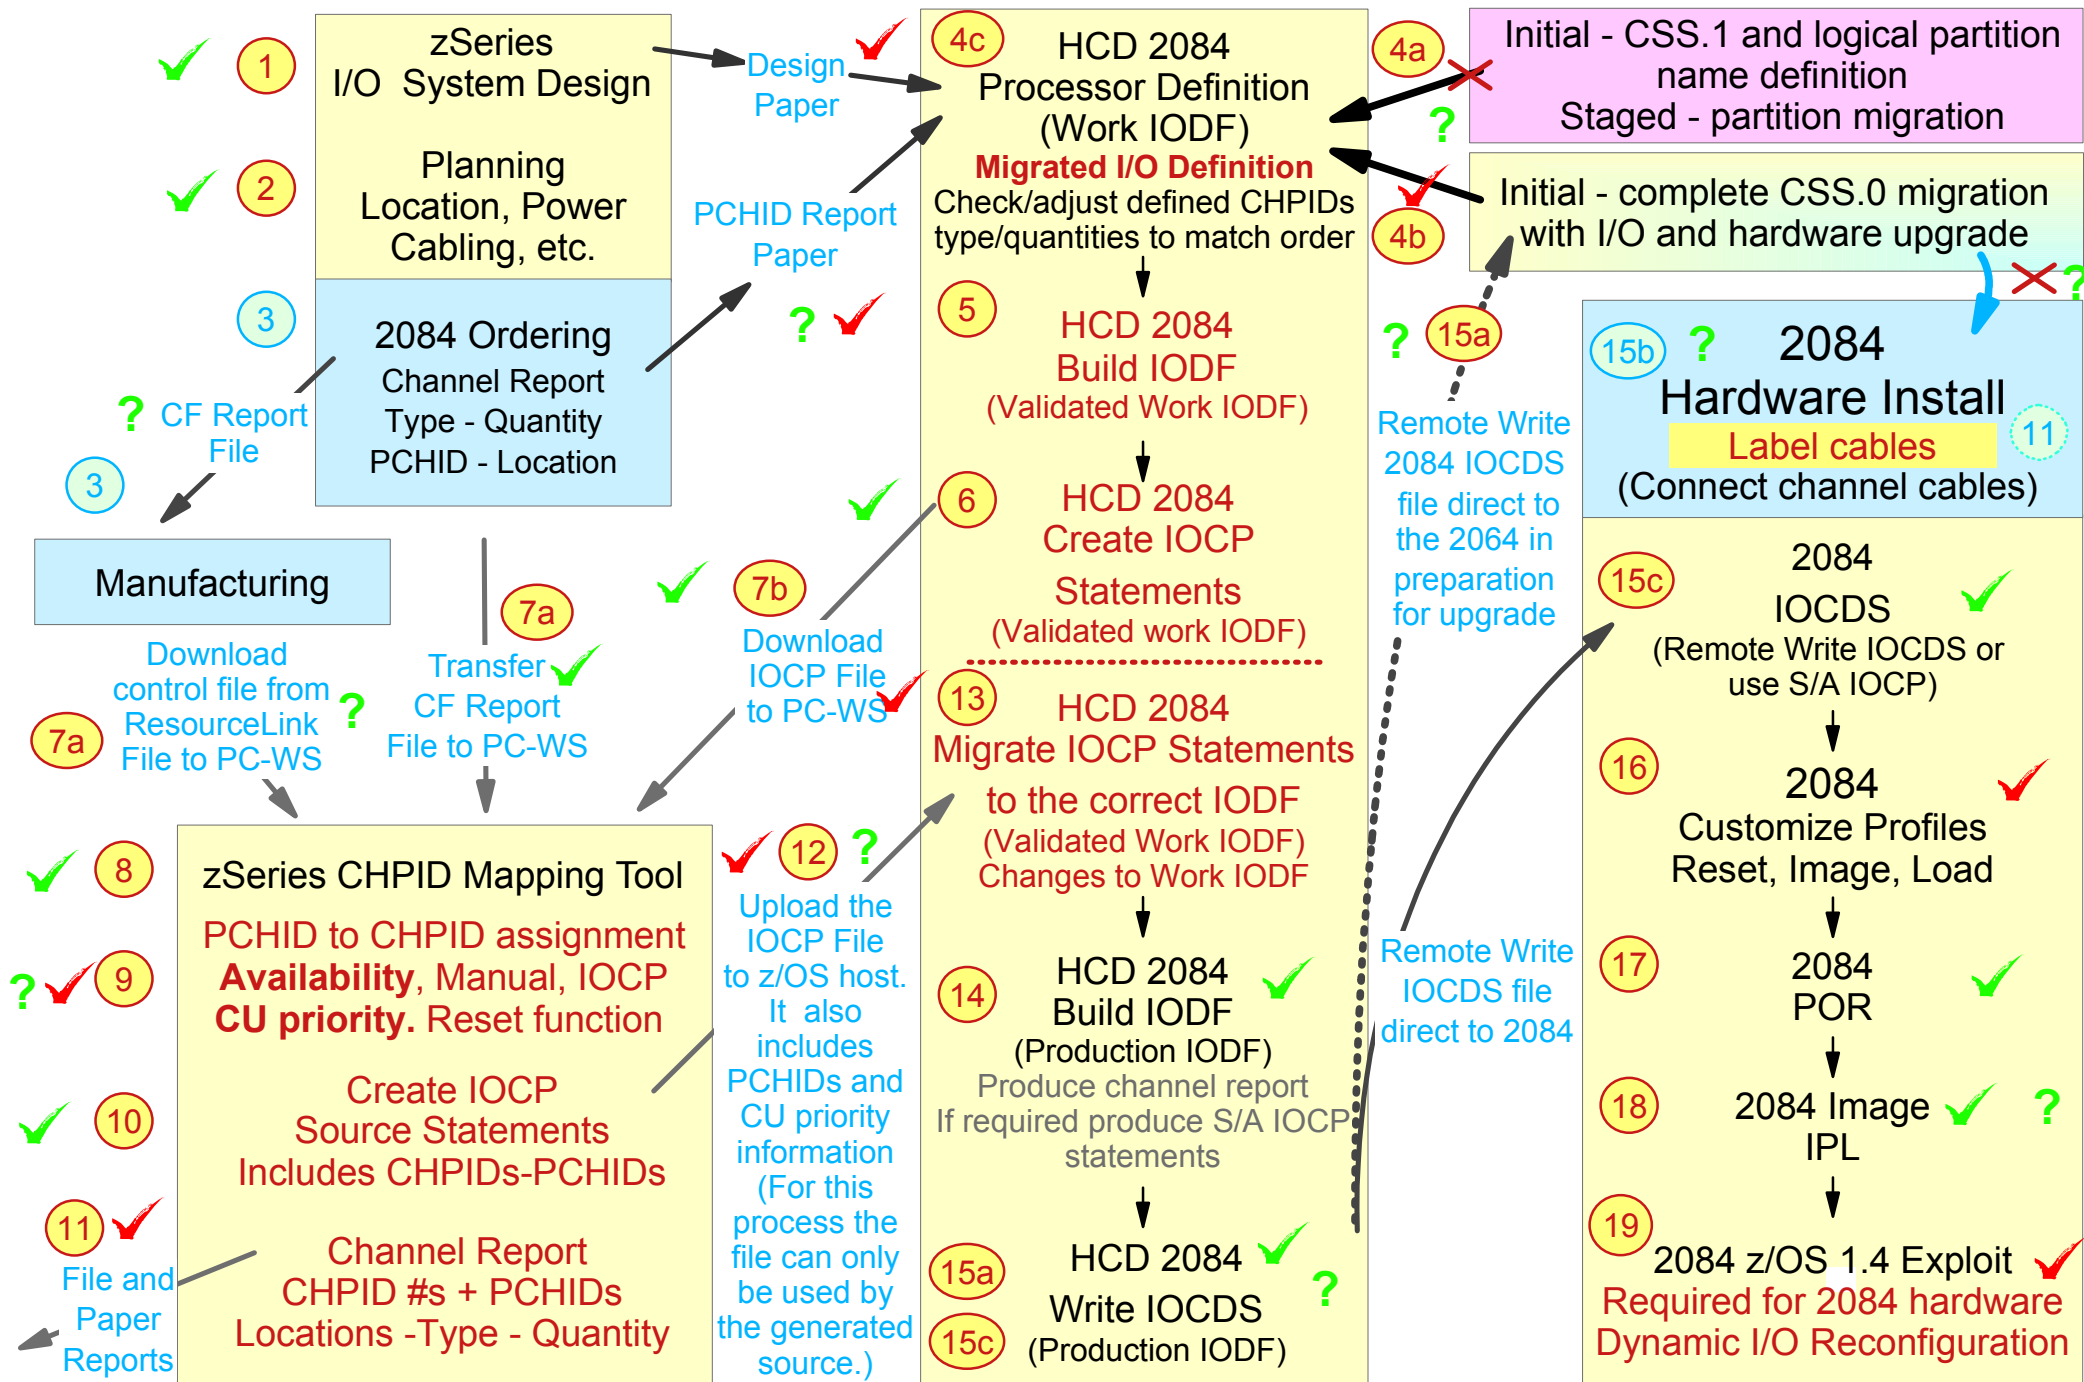 1
zSeries
I/O System Design
2
Planning
Location, Power
Cabling, etc.
3
2084 Ordering
Channel Report
Type - Quantity
PCHID - Location
Design
Paper
PCHID Report
Paper
?
?
CF Report
File
3
Manufacturing
7a
Download
control file from
ResourceLink
File to PC-WS
?
7a
Transfer
CF Report
File to PC-WS
7b
Download
IOCP File
to PC-WS
8
zSeries CHPID Mapping Tool
?
9
PCHID to CHPID assignment
Availability, Manual, IOCP
CU priority. Reset function
10
Create IOCP
Source Statements
Includes CHPIDs-PCHIDs
11
Channel Report
CHPID #s + PCHIDs
Locations -Type - Quantity
File and
Paper
Reports
12
?
Upload the
IOCP File
to z/OS host.
It also
includes
PCHIDs and
CU priority
information
(For this
process the
file can only
be used by
the generated
source.)
4c
HCD 2084
Processor Definition
(Work IODF)
Migrated I/O Definition
Check/adjust defined CHPIDs
type/quantities to match order
5
HCD 2084
Build IODF
(Validated Work IODF)
6
HCD 2084
Create IOCP
Statements
(Validated work IODF)
13
HCD 2084
Migrate IOCP Statements
to the correct IODF
(Validated Work IODF)
Changes to Work IODF
14
HCD 2084
Build IODF
(Production IODF)
Produce channel report
If required produce S/A IOCP
statements
15a
HCD 2084
?
Write IOCDS
15c
(Production IODF)
4a
?
Initial - CSS.1 and logical partition
name definition
Staged - partition migration
4b
Initial - complete CSS.0 migration
with I/O and hardware upgrade
?
?
15a
Remote Write
2084 IOCDS
file direct to
the 2064 in
preparation
for upgrade
Remote Write
IOCDS file
direct to 2084
15b
?
2084
Hardware Install
Label cables
11
(Connect channel cables)
15c
2084
IOCDS
(Remote Write IOCDS or
use S/A IOCP)
16
2084
Customize Profiles
Reset, Image, Load
17
2084
POR
18
2084 Image
?
IPL
19
2084 z/OS 1.4 Exploit
Required for 2084 hardware
Dynamic I/O Reconfiguration